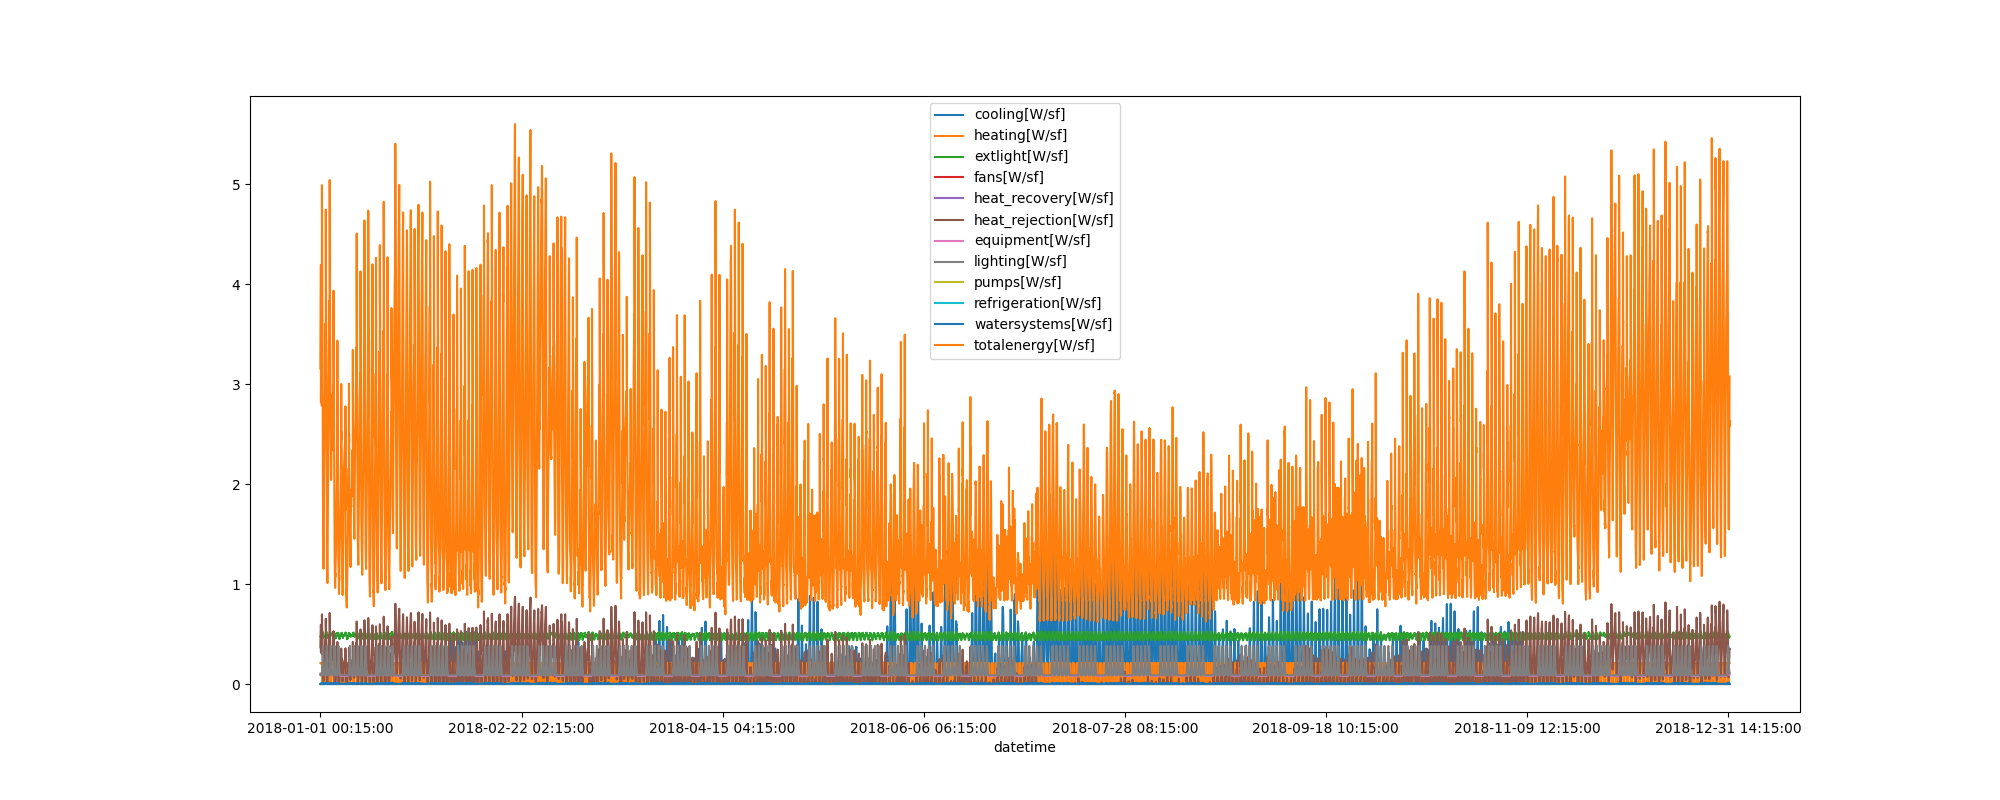 cooling[W/sf]
heating[W/sf]
extlight[W/sf]
fans[W/sf]
heat_recovery[W/sf]
heat_rejection[W/sf]
equipment[W/sf]
lighting[W/sf]
pumps[W/sf]
refrigeration[W/sf]
watersystems[W/sf]
totalenergy[W/sf]
5
4
3
2
1
0
2018-01-01 00:15:00 2018-02-22 02:15:00 2018-04-15 04:15:00 2018-06-06 06:15:00 2018-07-28 08:15:00 2018-09-18 10:15:00 2018-11-09 12:15:00 2018-12-31 14:15:00
datetime